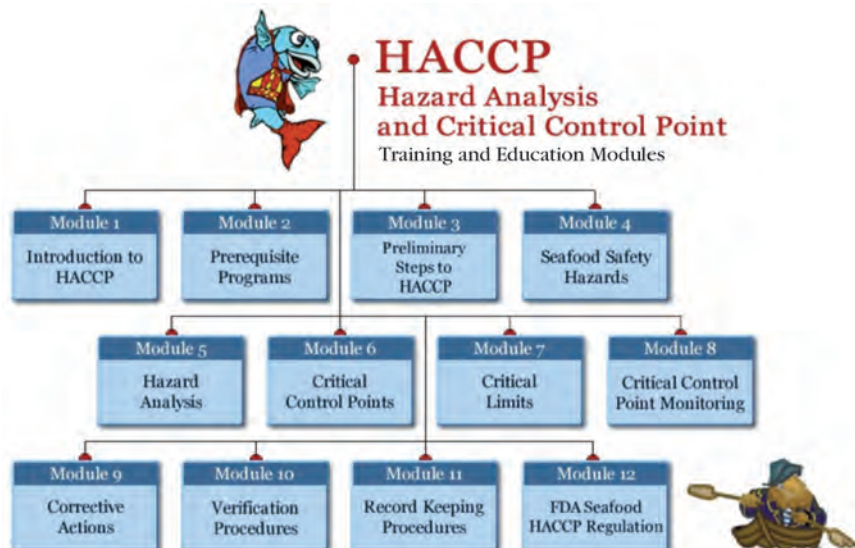 HACCP
Hazard Analysis
and Critical Control Point
Training and Education Modules
Module 1
Introduction to
HACCP
Module 2
Prerequisite
Programs
Module 3
Preliminary
Steps to
HACCP
Module 4
Seafood Safety
Hazards
Module 5
Hazard
Analysis
Module 6
Critical
Control Points
Module 7
Critical
Limits
Module 8
Critical Control
Point Monitoring
Module 9
Corrective
Actions
Module 10
Verification
Procedures
Module 11
Record Keeping
Procedures
Module 12
FDA Seafood
HACCP Regulation